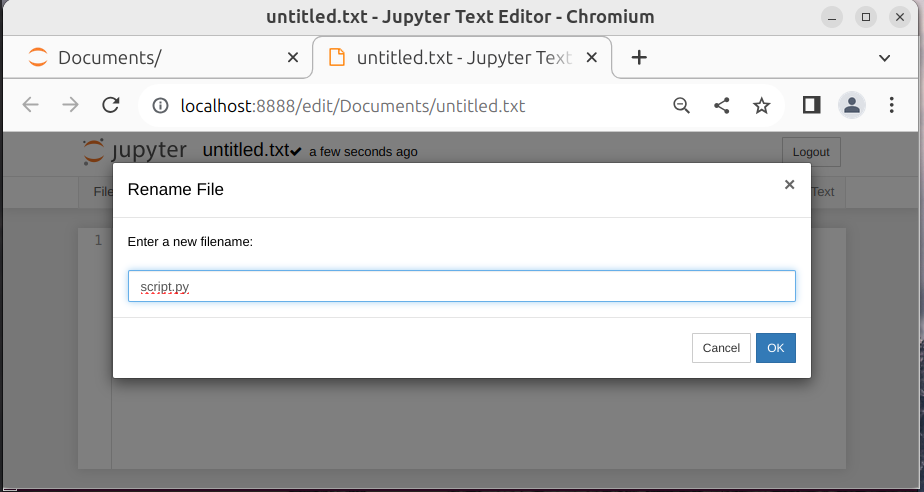 untitled.txt - Jupyter Text Editor - Chromium
Documents/
untitled.txt - Jupyter Text
localhost:8888/edit/Documents/untitled.txt
jupyter untitled.txt a few seconds ago Logout
File
Text
Rename File
1
Enter a new filename:
script.py
Cancel OK